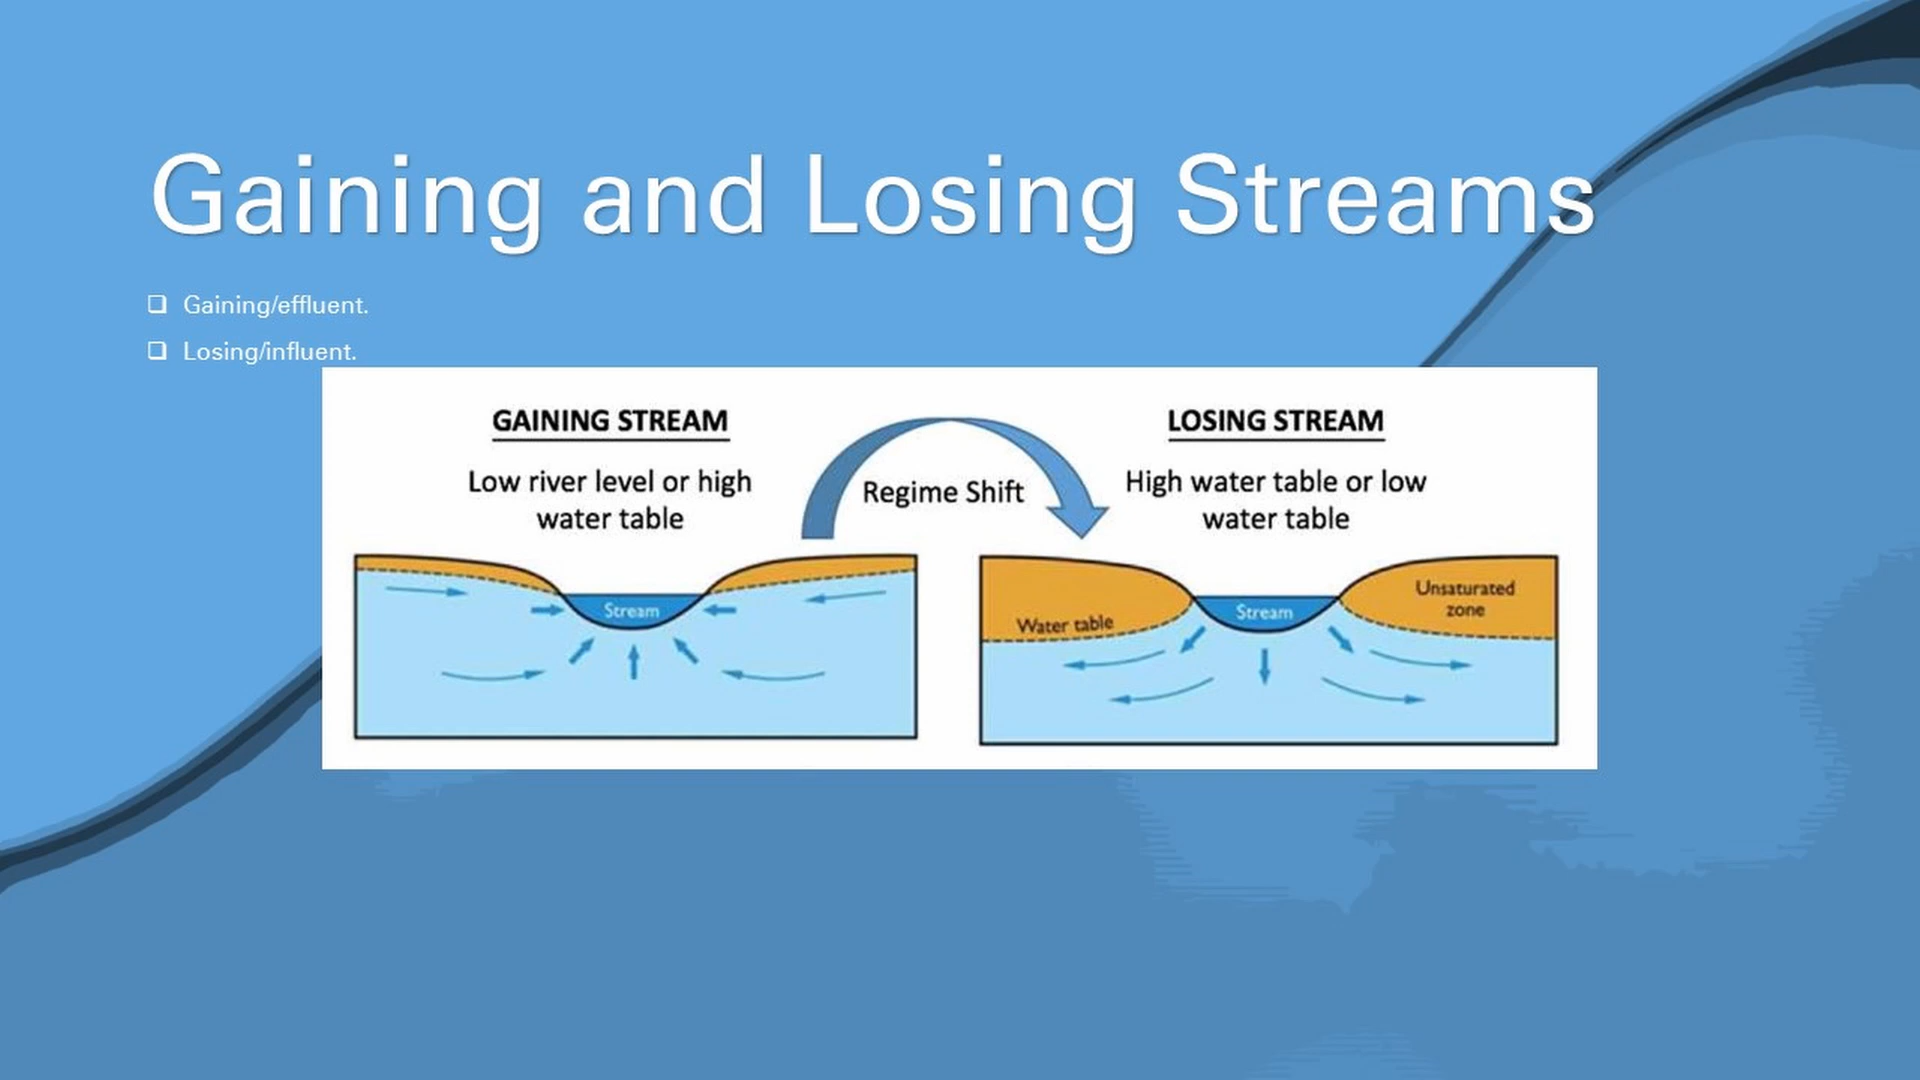 Gaining and Losing Streams
❑ Gaining/effluent.
❑ Losing/influent.
GAINING STREAM
Low river level or high
water table
Regime Shift
LOSING STREAM
High water table or low
water table
Stream
Water table
Stream
Unsaturated
zone